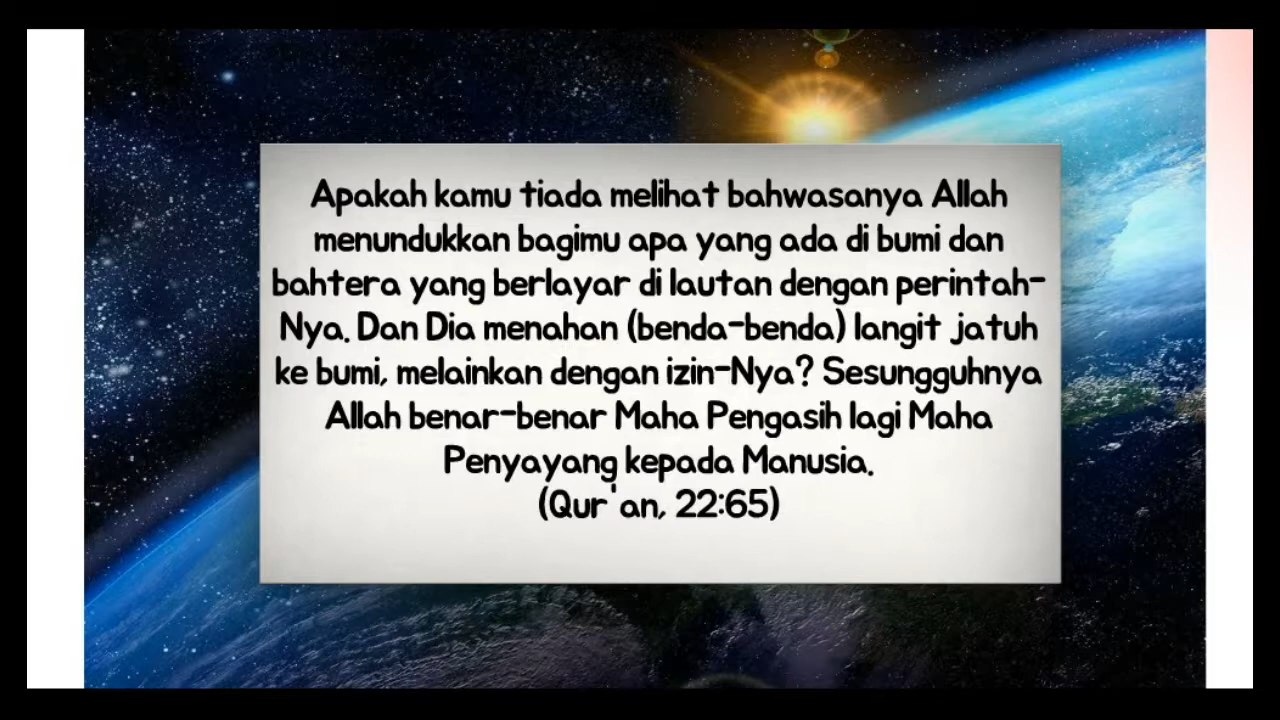 Apakah kamu tiada melihat bahwasanya Allah
menundukkan bagimu apa yang ada di bumi dan
bahtera yang berlayar di lautan dengan perintah-
Nya. Dan Dia menahan (benda-benda) langit jatuh
ke bumi, melainkan dengan izin-Nya? Sesungguhnya
Allah benar-benar Maha Pengasih lagi Maha
Penyayang kepada Manusia.
(Qur'an, 22:65)